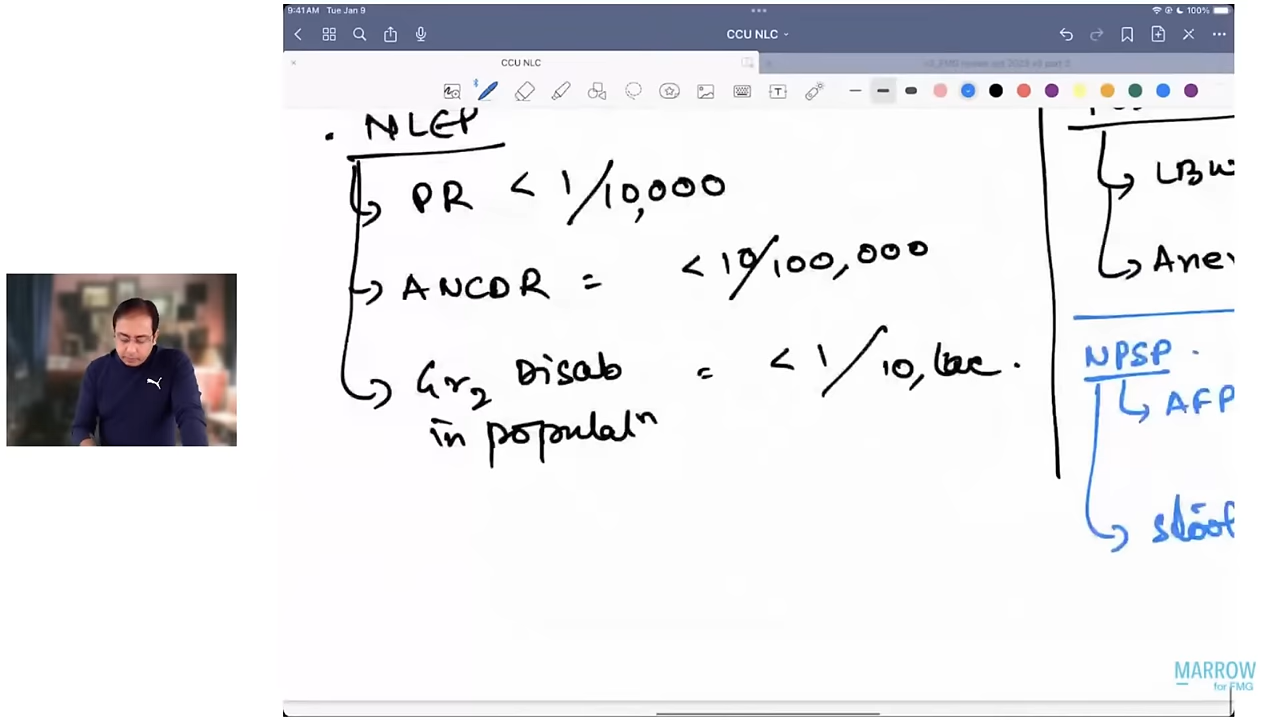 9:41 AM Tue Jan 9
100%
CCU NLC
CCU NLC
. NLEP
PR < 1/10,000
ANCDR = < 10/100,000
Gr2 Disab = < 1/10, lac.
in populatn
LBW
Ane
NPSP.
AFP
stool
MARROW
for FMG